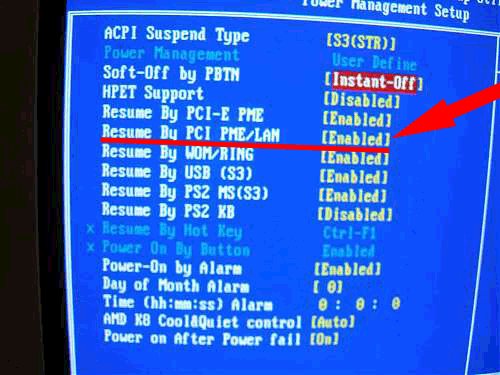 Power Management Setup
ACPI Suspend Type [S3(STR)]
Power Management User Define
Soft-Off by PBTN [Instant-Off]
HPET Support [Disabled]
Resume By PCI-E PME [Enabled]
Resume By PCI PME/LAN [Enabled]
Resume By WOM/RING [Enabled]
Resume By USB (S3) [Enabled]
Resume By PS2 MS(S3) [Enabled]
Resume By PS2 KB [Disabled]
x Resume By Hot Key Ctrl-F1
x Power On By Button Enabled
Power-On by Alarm [Enabled]
Day of Month Alarm [ 0]
Time (hh:mm:ss) Alarm 0 : 0 : 0
AMD K8 Cool&Quiet control [Auto]
Power on After Power fail [On]